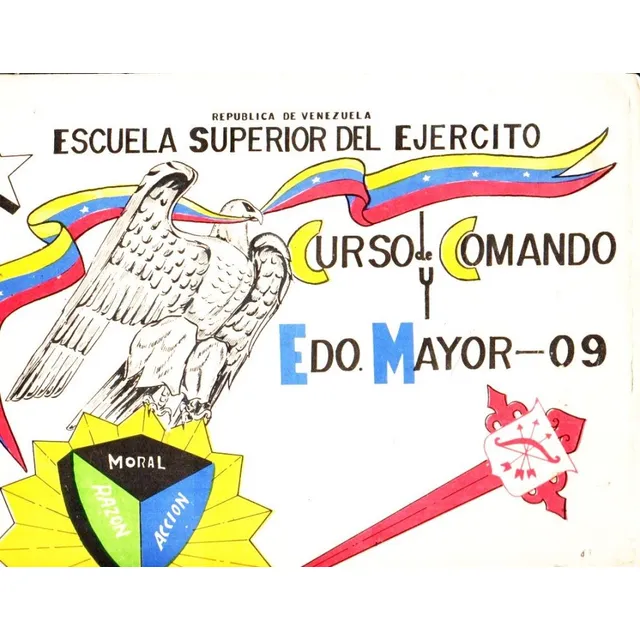 REPUBLICA DE VENEZUELA
ESCUELA SUPERIOR DEL EJERCITO
CURSO de COMANDO
Y
EDO. MAYOR-09
MORAL
RAZON
ACCION